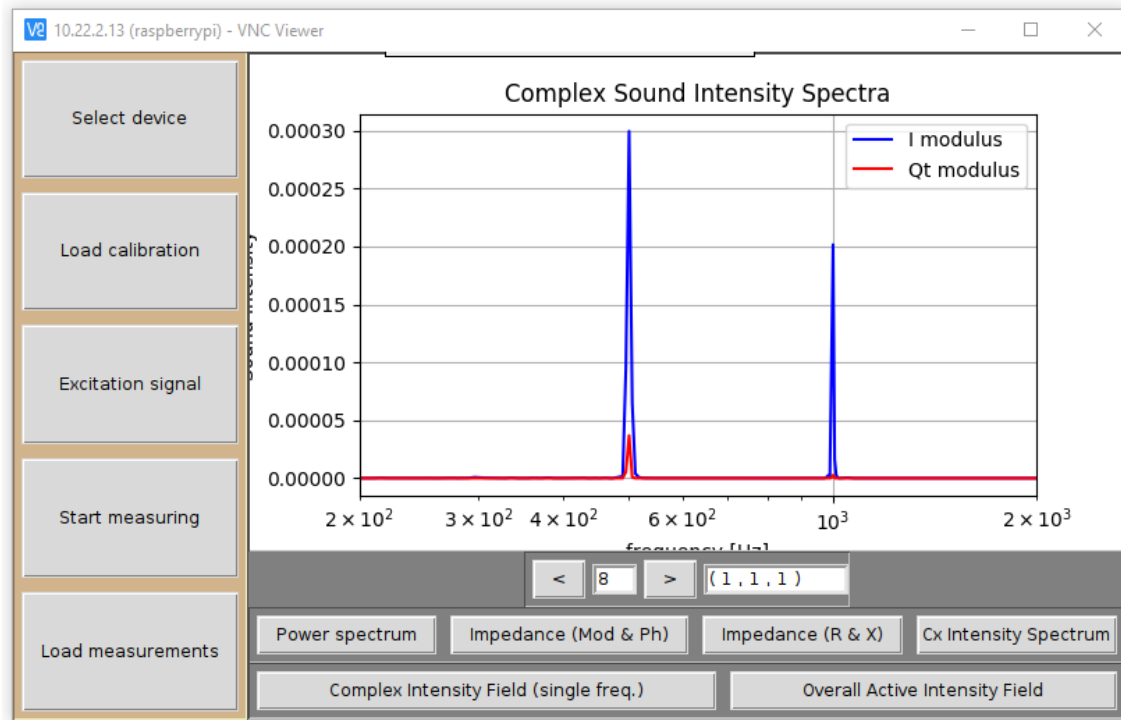 10.22.2.13 (raspberrypi) - VNC Viewer
Select device
Load calibration
Excitation signal
Start measuring
Load measurements
Complex Sound Intensity Spectra
I modulus
Qt modulus
0.00030
0.00025
0.00020
0.00015
0.00010
0.00005
0.00000
2 × 10²
3 × 10²
4 × 10²
6 × 10²
10³
2 × 10³
frequency [Hz]
<
8
>
( 1 , 1 , 1 )
Power spectrum
Impedance (Mod & Ph)
Impedance (R & X)
Cx Intensity Spectrum
Complex Intensity Field (single freq.)
Overall Active Intensity Field